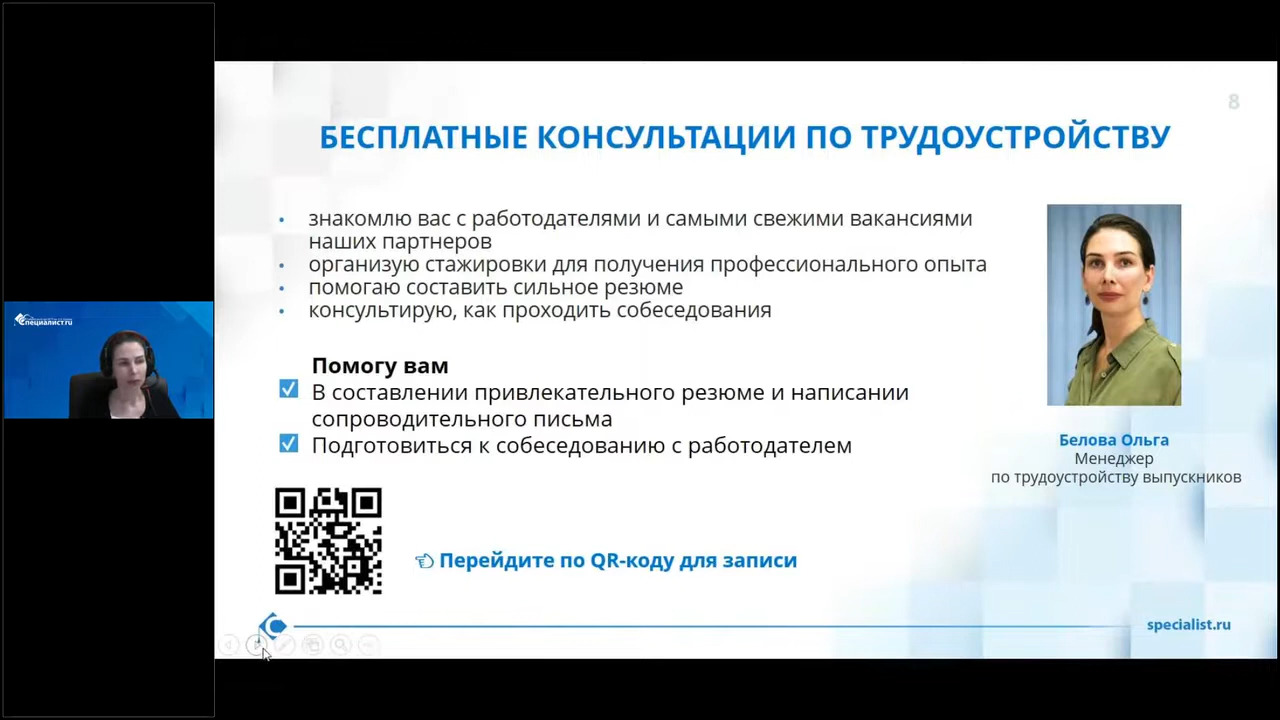 8
БЕСПЛАТНЫЕ КОНСУЛЬТАЦИИ ПО ТРУДОУСТРОЙСТВУ
• знакомлю вас с работодателями и самыми свежими вакансиями
наших партнеров
• организую стажировки для получения профессионального опыта
• помогаю составить сильное резюме
• консультирую, как проходить собеседования
Помогу вам
В составлении привлекательного резюме и написании
сопроводительного письма
Подготовиться к собеседованию с работодателем
Белова Ольга
Менеджер
по трудоустройству выпускников
Перейдите по QR-коду для записи
specialist.ru
Специалист.ru